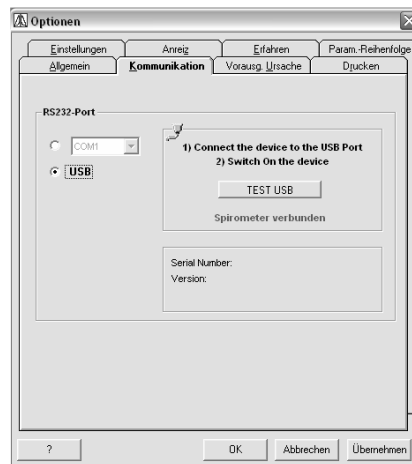 Optionen
Einstellungen Anreiz Erfahren Param.-Reihenfolge
Allgemein Kommunikation Vorausg. Ursache Drucken
RS232-Port
COM1
USB
1) Connect the device to the USB Port
2) Switch On the device
TEST USB
Spirometer verbunden
Serial Number:
Version:
? OK Abbrechen Übernehmen